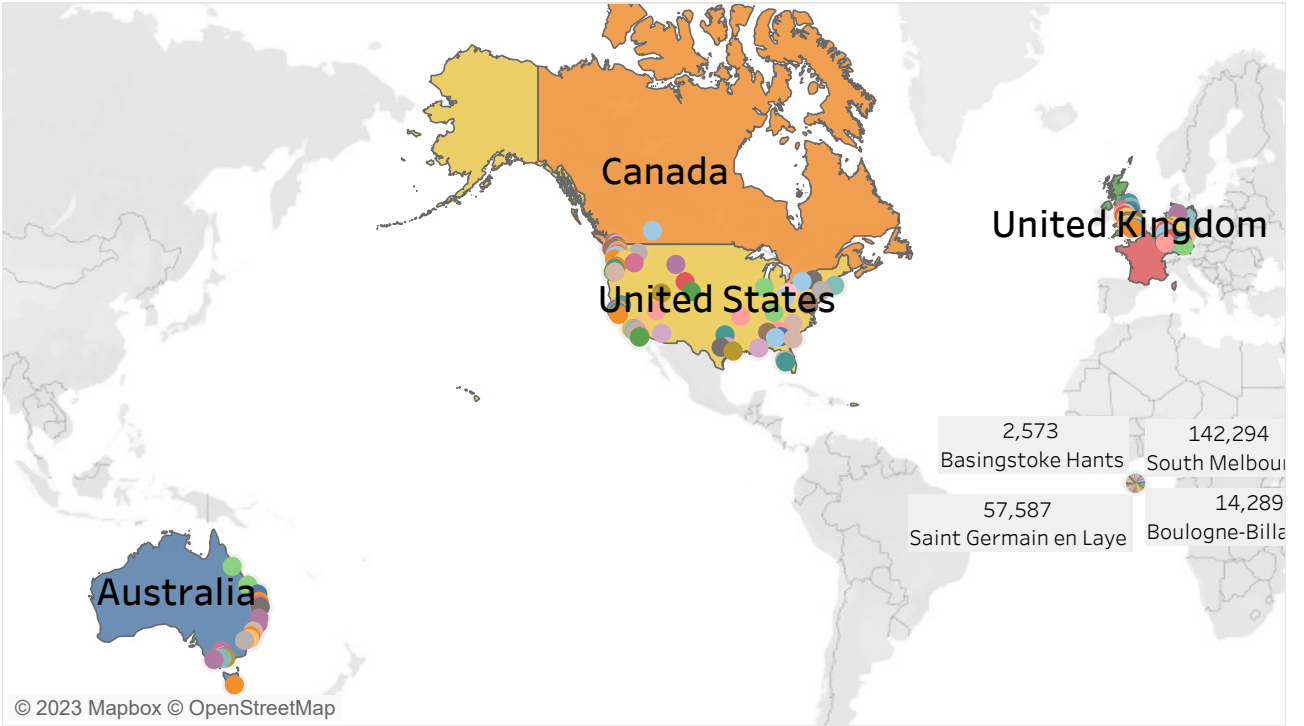 Canada
United Kingdom
United States
2,573
Basingstoke Hants
142,294
South Melbour
57,587
Saint Germain en Laye
14,289
Boulogne-Billa
Australia
© 2023 Mapbox © OpenStreetMap